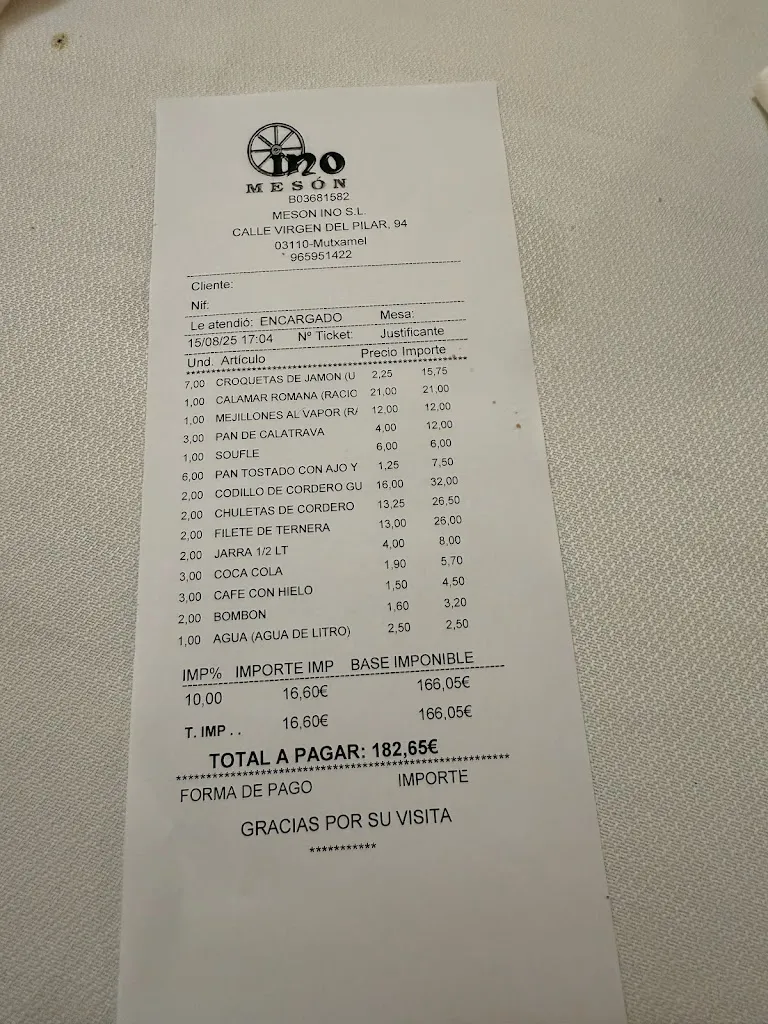 ino
MESÓN
B03681582
MESON INO S.L.
CALLE VIRGEN DEL PILAR, 94
03110-Mutxamel
* 965951422
Cliente:
Nif:
Le atendió: ENCARGADO Mesa:
15/08/25 17:04 Nº Ticket: Justificante
Und. Artículo Precio Importe
7,00 CROQUETAS DE JAMON (U 2,25 15,75
1,00 CALAMAR ROMANA (RACIC 21,00 21,00
1,00 MEJILLONES AL VAPOR (R/ 12,00 12,00
3,00 PAN DE CALATRAVA 4,00 12,00
1,00 SOUFLE 6,00 6,00
6,00 PAN TOSTADO CON AJO Y 1,25 7,50
2,00 CODILLO DE CORDERO GU 16,00 32,00
2,00 CHULETAS DE CORDERO 13,25 26,50
2,00 FILETE DE TERNERA 13,00 26,00
2,00 JARRA 1/2 LT 4,00 8,00
3,00 COCA COLA 1,90 5,70
3,00 CAFE CON HIELO 1,50 4,50
2,00 BOMBON 1,60 3,20
1,00 AGUA (AGUA DE LITRO) 2,50 2,50
IMP% IMPORTE IMP BASE IMPONIBLE
10,00 16,60€ 166,05€
T. IMP . . 16,60€ 166,05€
TOTAL A PAGAR: 182,65€
FORMA DE PAGO IMPORTE
GRACIAS POR SU VISITA
***********